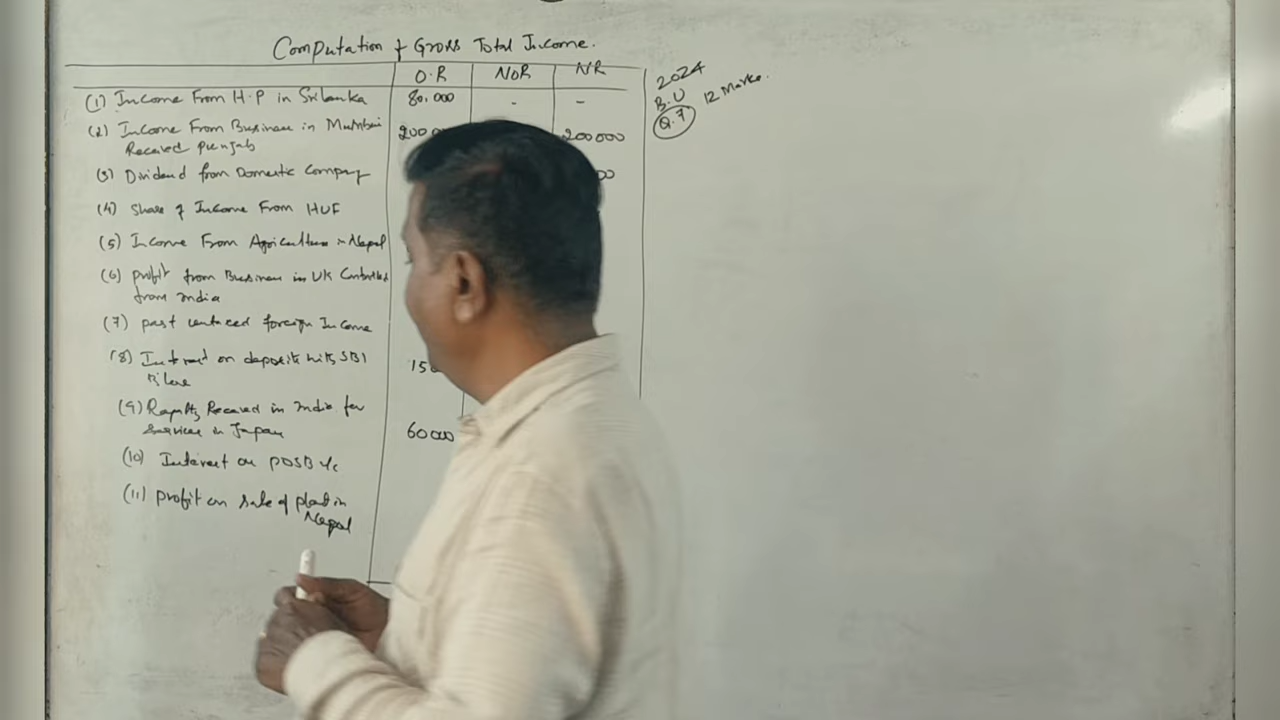 Computation of Gross Total Income.
O.R NOR NR
(1) Income From H.P in Srilanka 80,000 - -
(2) Income From Business in Mumbai 200 200000
Received punjab
(3) Dividend from Domestic Company 00
(4) Share of Income From HUF
(5) Income From Agriculture in Nepal
(6) profit from Business in UK Controlled
from india
(7) past untaxed foreign Income
(8) Interest on deposits with SBI 15
(9) Royalty Received in India for
Services in Japan 60000
(10) Interest on POSB A/c
(11) profit on sale of plant in
Nepal
2024
B.U 12 Marks.
Q.7